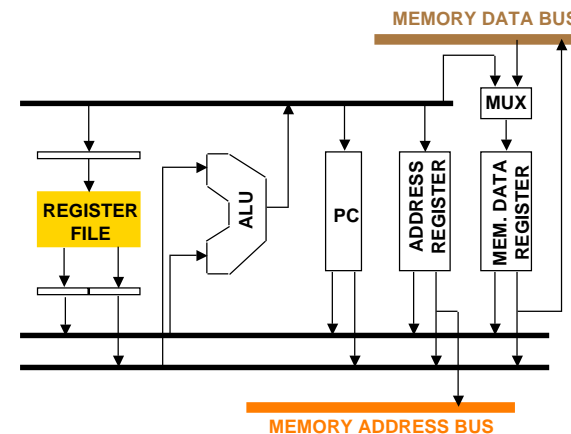 MEMORY DATA BUS
MUX
REGISTER
FILE
ALU
PC
ADDRESS
REGISTER
MEM. DATA
REGISTER
MEMORY ADDRESS BUS